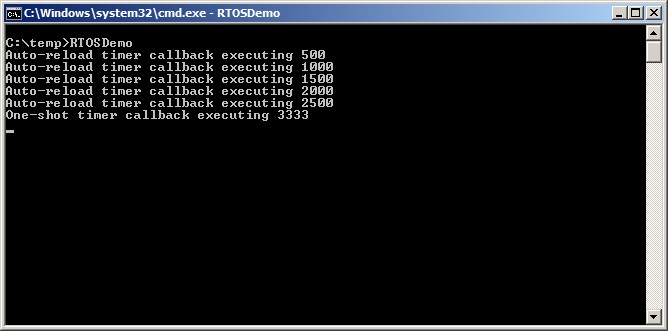 C:\Windows\system32\cmd.exe - RTOSDemo
C:\temp>RTOSDemo
Auto-reload timer callback executing 500
Auto-reload timer callback executing 1000
Auto-reload timer callback executing 1500
Auto-reload timer callback executing 2000
Auto-reload timer callback executing 2500
One-shot timer callback executing 3333